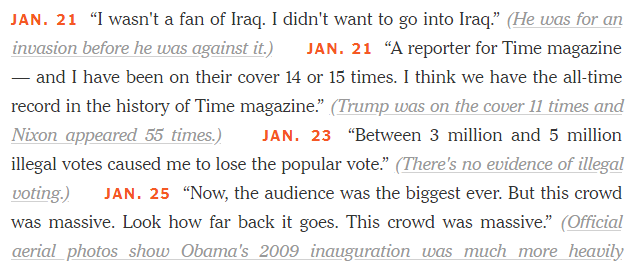 JAN. 21 “I wasn't a fan of Iraq. I didn't want to go into Iraq.” (He was for an
invasion before he was against it.) JAN. 21 “A reporter for Time magazine
— and I have been on their cover 14 or 15 times. I think we have the all-time
record in the history of Time magazine.” (Trump was on the cover 11 times and
Nixon appeared 55 times.) JAN. 23 “Between 3 million and 5 million
illegal votes caused me to lose the popular vote.” (There's no evidence of illegal
voting.) JAN. 25 “Now, the audience was the biggest ever. But this crowd
was massive. Look how far back it goes. This crowd was massive.” (Official
aerial photos show Obama's 2009 inauguration was much more heavily